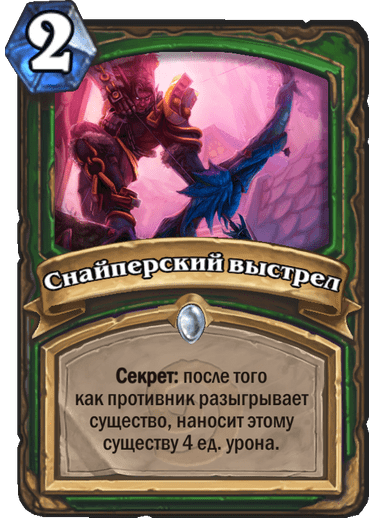 2
Снайперский выстрел
Секрет: после того
как противник разыгрывает
существо, наносит этому
существу 4 ед. урона.